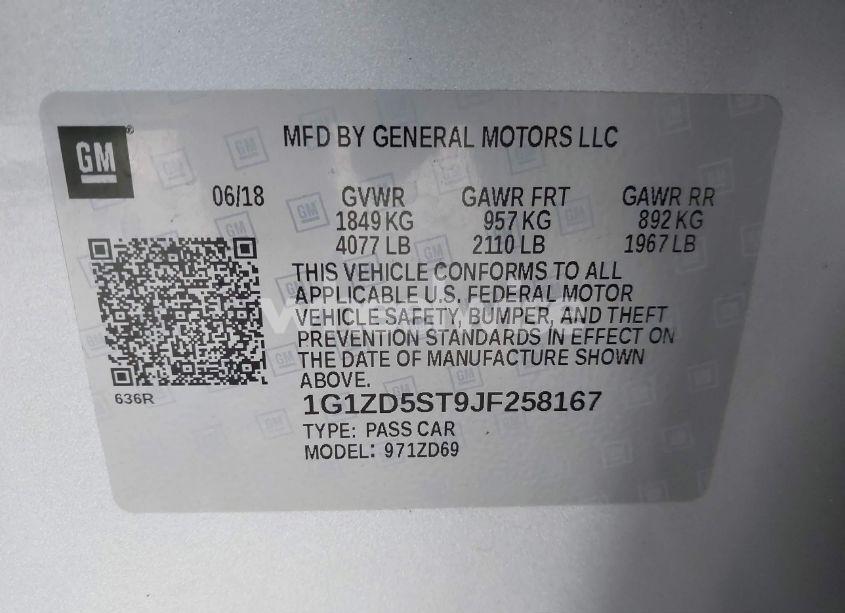 GM
MFD BY GENERAL MOTORS LLC
06/18 GVWR GAWR FRT GAWR RR
1849 KG 957 KG 892 KG
4077 LB 2110 LB 1967 LB
THIS VEHICLE CONFORMS TO ALL
APPLICABLE U.S. FEDERAL MOTOR
VEHICLE SAFETY, BUMPER, AND THEFT
PREVENTION STANDARDS IN EFFECT ON
THE DATE OF MANUFACTURE SHOWN
ABOVE.
636R
1G1ZD5ST9JF258167
TYPE: PASS CAR
MODEL: 971ZD69